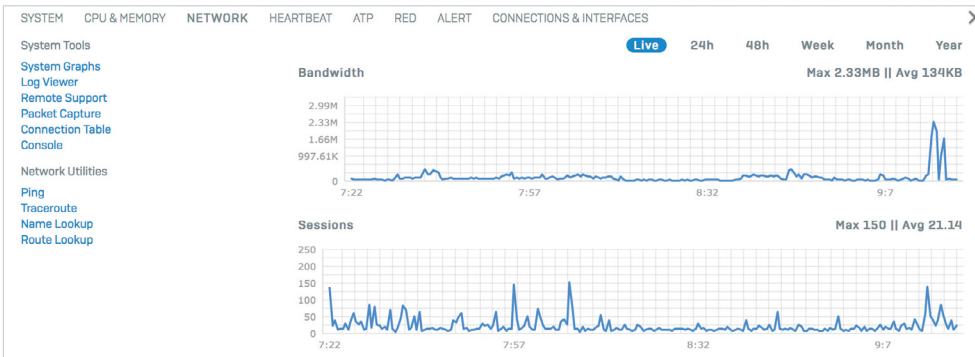 SYSTEM CPU & MEMORY NETWORK HEARTBEAT ATP RED ALERT CONNECTIONS & INTERFACES
System Tools
System Graphs
Log Viewer
Remote Support
Packet Capture
Connection Table
Console
Network Utilities
Ping
Traceroute
Name Lookup
Route Lookup
Live 24h 48h Week Month Year
Bandwidth Max 2.33MB || Avg 134KB
2.99M
2.33M
1.66M
997.61K
0
7:22 7:57 8:32 9:7
Sessions Max 150 || Avg 21.14
250
200
150
100
50
0
7:22 7:57 8:32 9:7